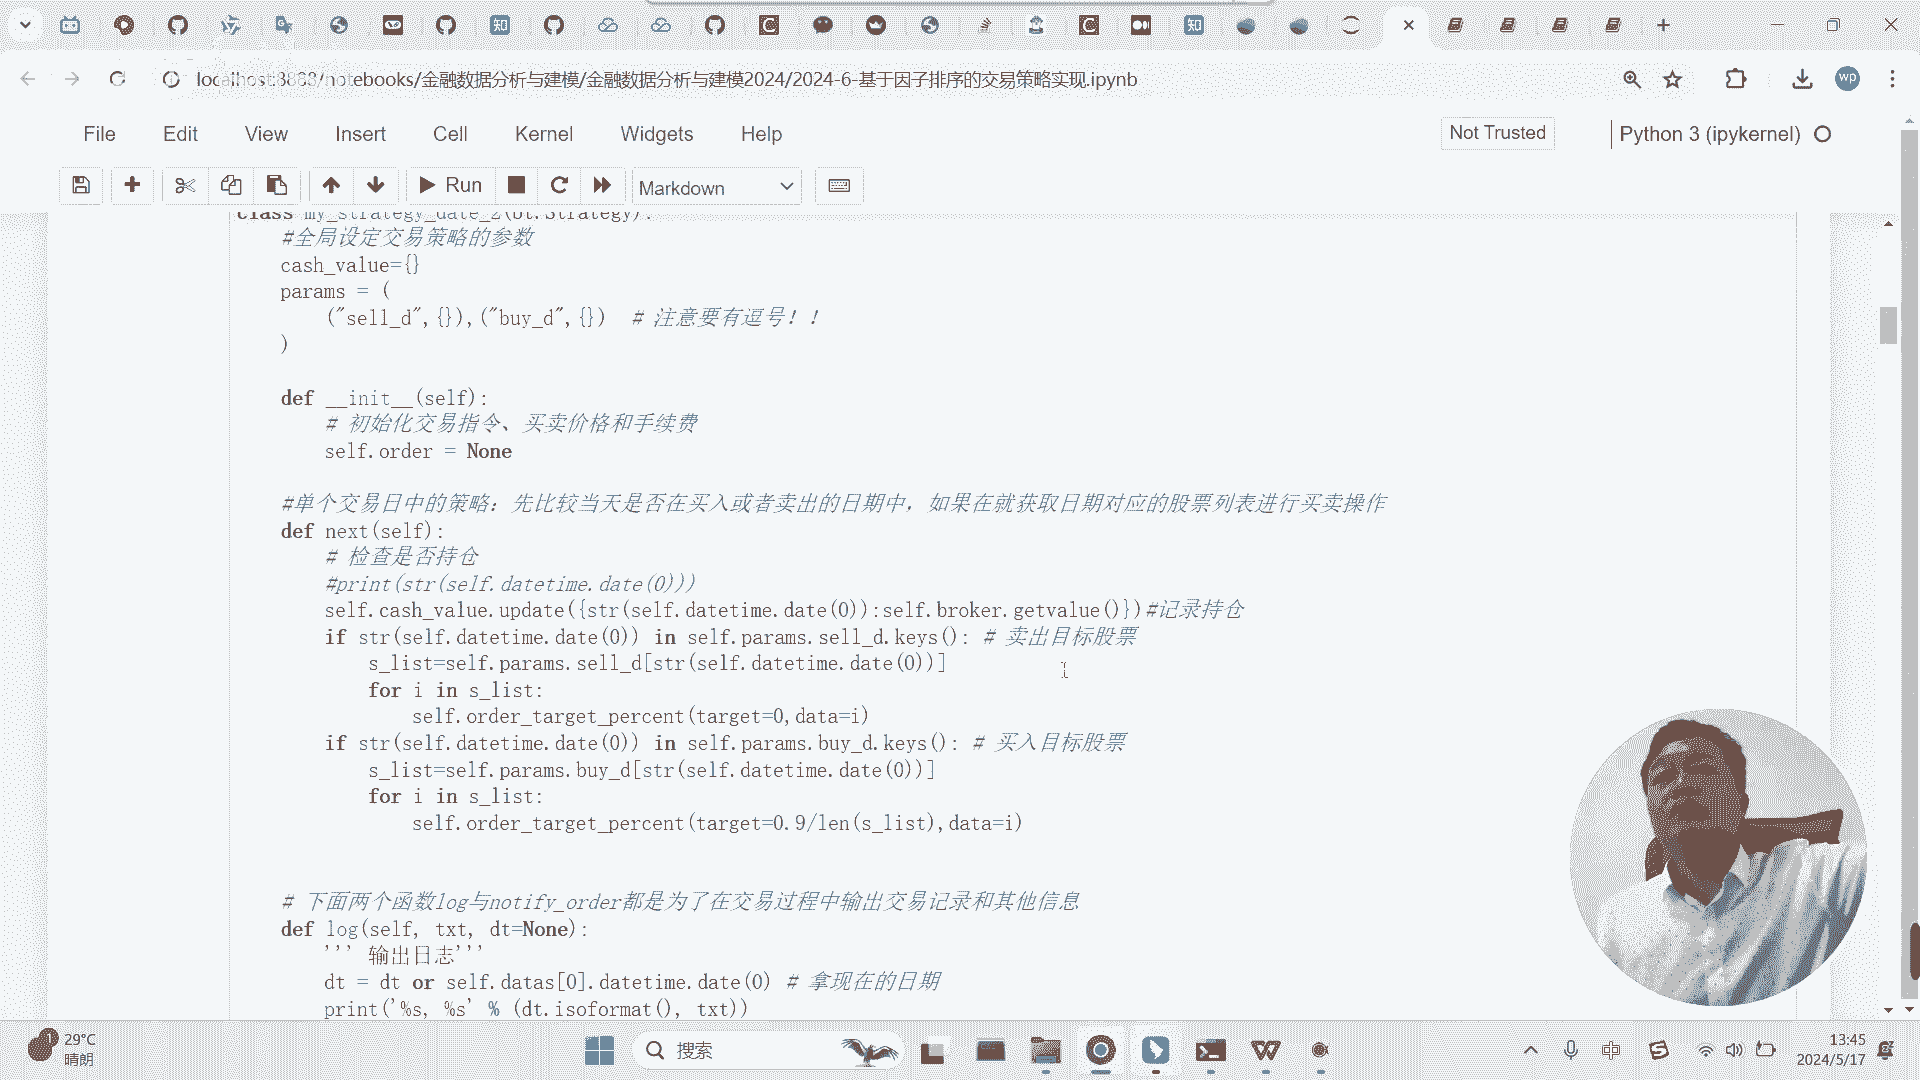 localhost:8888/notebooks/金融数据分析与建模/金融数据分析与建模2024/2024-6-基于因子排序的交易策略实现.ipynb
wp
File Edit View Insert Cell Kernel Widgets Help
Not Trusted
Python 3 (ipykernel)
Run
Markdown
class my_strategy_date_2(bt.Strategy):
#全局设定交易策略的参数
cash_value={}
params = (
("sell_d",{}),("buy_d",{}) # 注意要有逗号！！
)
def __init__(self):
# 初始化交易指令、买卖价格和手续费
self.order = None
#单个交易日中的策略：先比较当天是否在买入或者卖出的日期中，如果在就获取日期对应的股票列表进行买卖操作
def next(self):
# 检查是否持仓
#print(str(self.datetime.date(0)))
self.cash_value.update({str(self.datetime.date(0)):self.broker.getvalue()})#记录持仓
if str(self.datetime.date(0)) in self.params.sell_d.keys(): # 卖出目标股票
s_list=self.params.sell_d[str(self.datetime.date(0))]
for i in s_list:
self.order_target_percent(target=0,data=i)
if str(self.datetime.date(0)) in self.params.buy_d.keys(): # 买入目标股票
s_list=self.params.buy_d[str(self.datetime.date(0))]
for i in s_list:
self.order_target_percent(target=0.9/len(s_list),data=i)
# 下面两个函数log与notify_order都是为了在交易过程中输出交易记录和其他信息
def log(self, txt, dt=None):
''' 输出日志'''
dt = dt or self.datas[0].datetime.date(0) # 拿现在的日期
print('%s, %s' % (dt.isoformat(), txt))
29°C
晴朗
搜索
中
13:45
2024/5/17